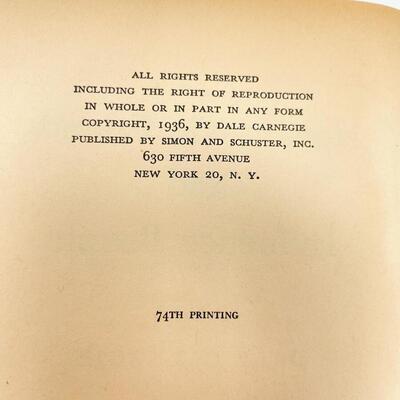 ALL RIGHTS RESERVED
INCLUDING THE RIGHT OF REPRODUCTION
IN WHOLE OR IN PART IN ANY FORM
COPYRIGHT, 1936, BY DALE CARNEGIE
PUBLISHED BY SIMON AND SCHUSTER, INC.
630 FIFTH AVENUE
NEW YORK 20, N. Y.
74TH PRINTING